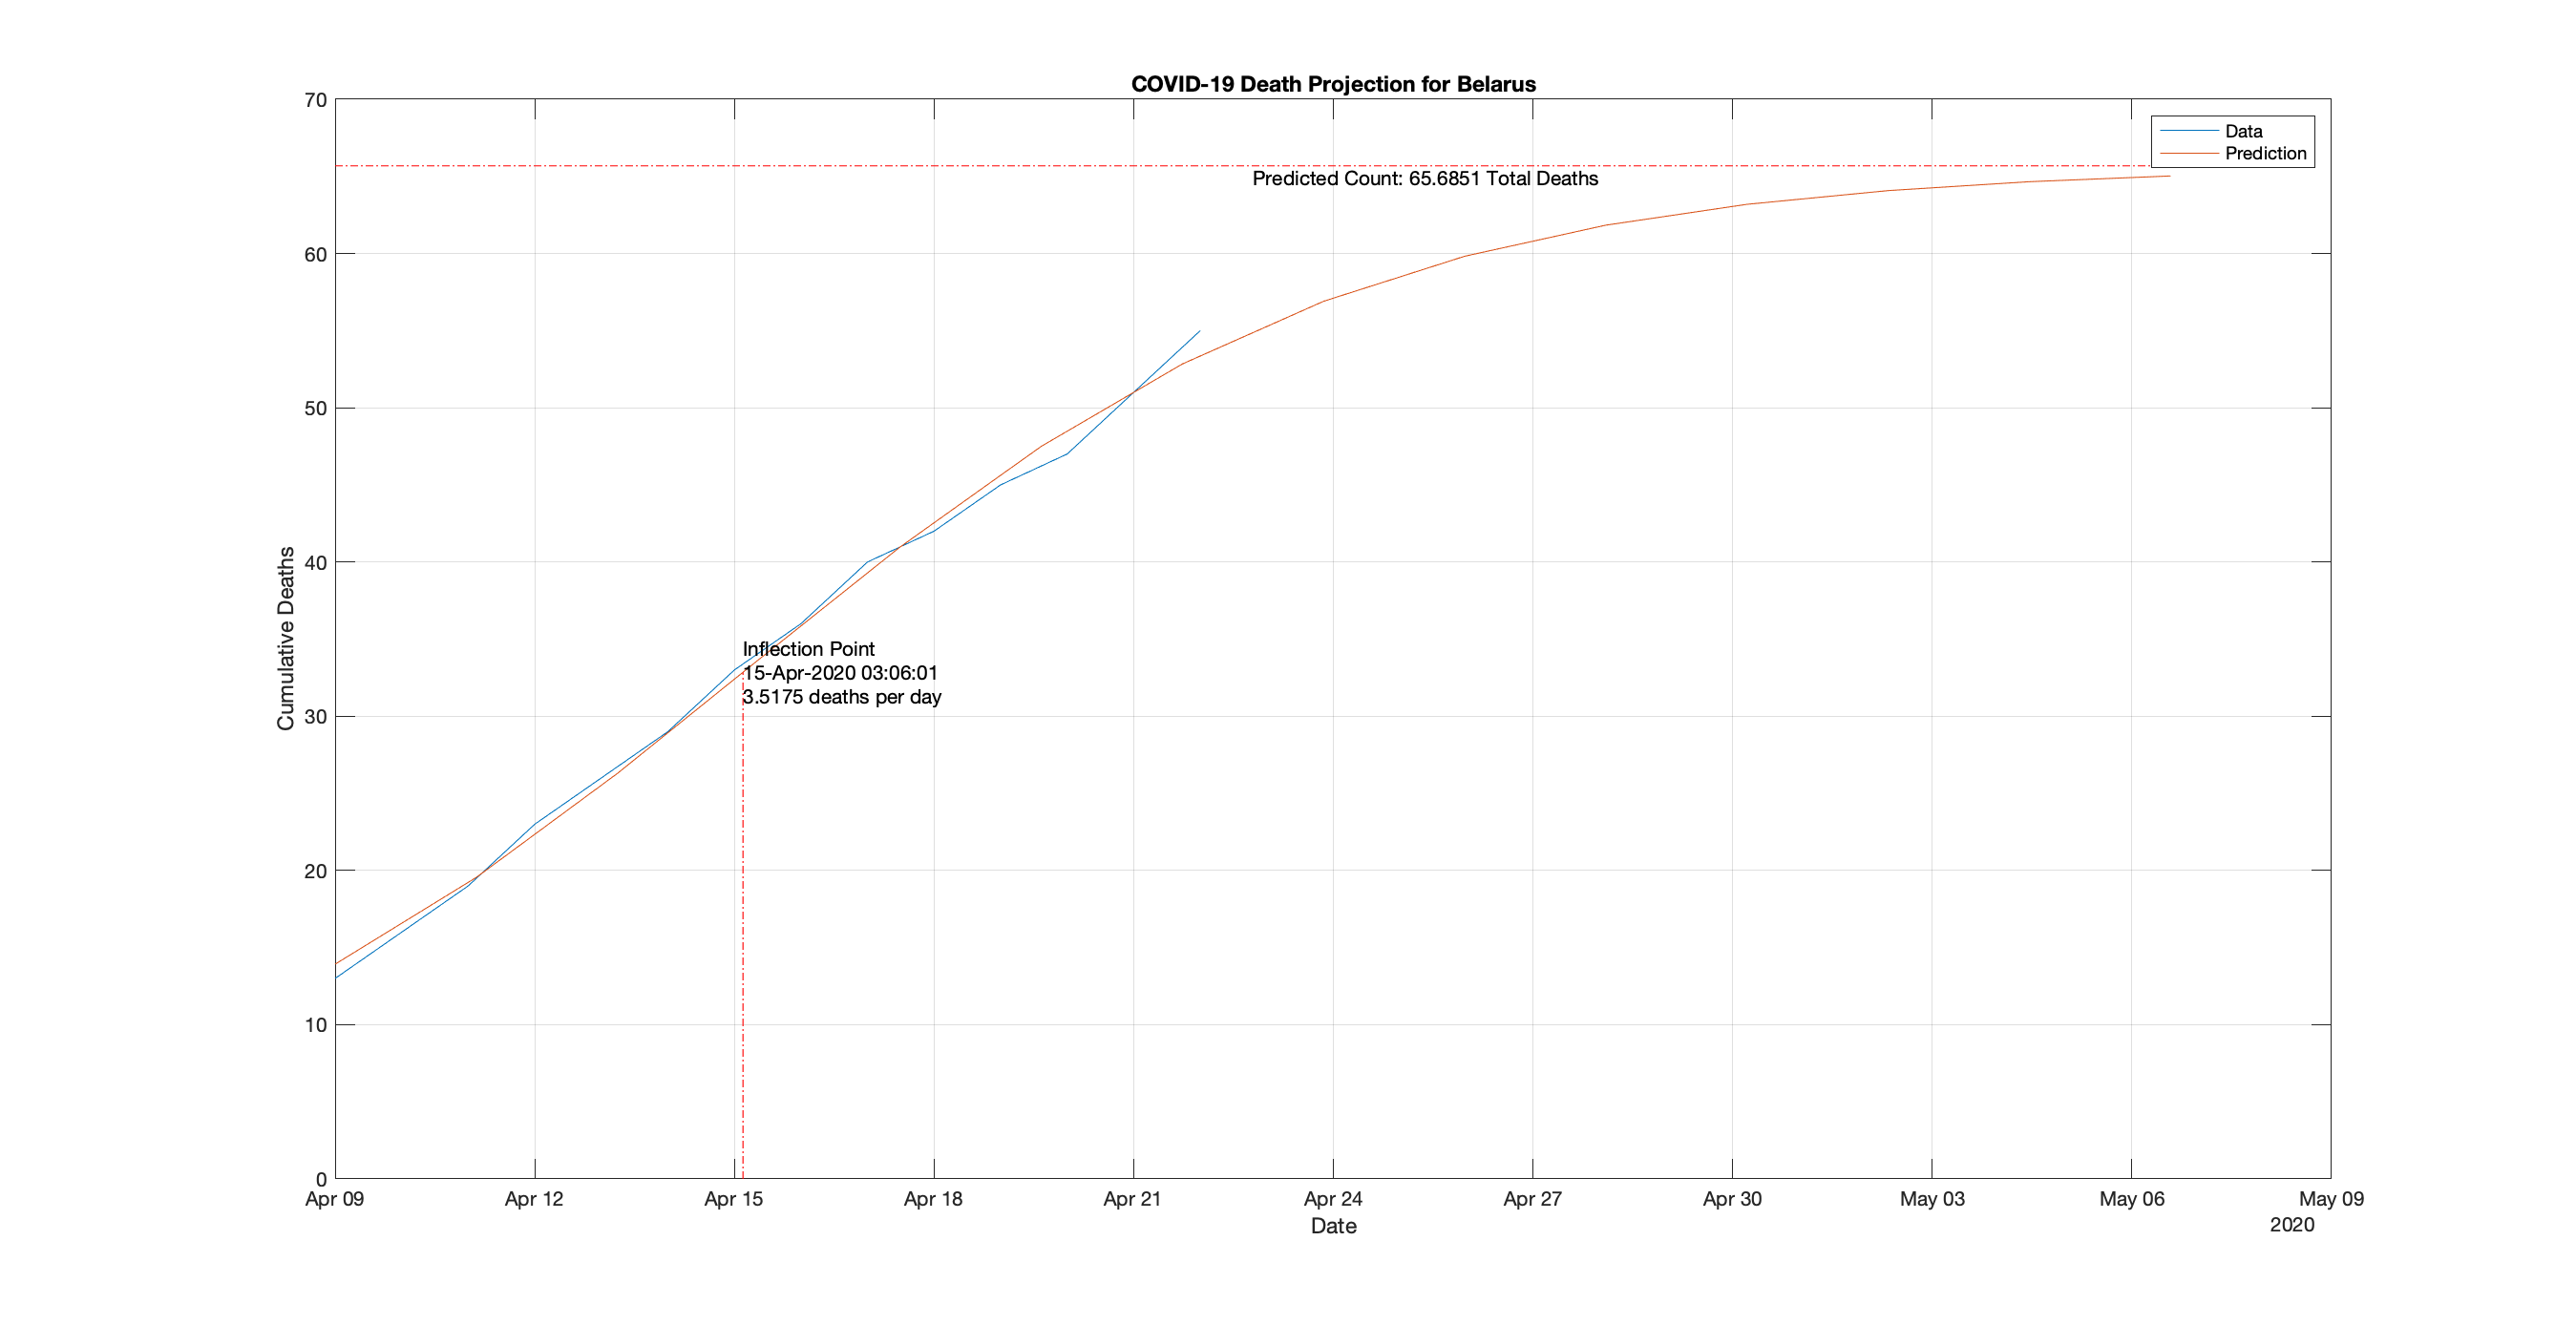 COVID-19 Death Projection for Belarus
Data
Prediction
Predicted Count: 65.6851 Total Deaths
Inflection Point
15-Apr-2020 03:06:01
3.5175 deaths per day
Cumulative Deaths
70
60
50
40
30
20
10
0
Apr 09
Apr 12
Apr 15
Apr 18
Apr 21
Apr 24
Apr 27
Apr 30
May 03
May 06
May 09
2020
Date